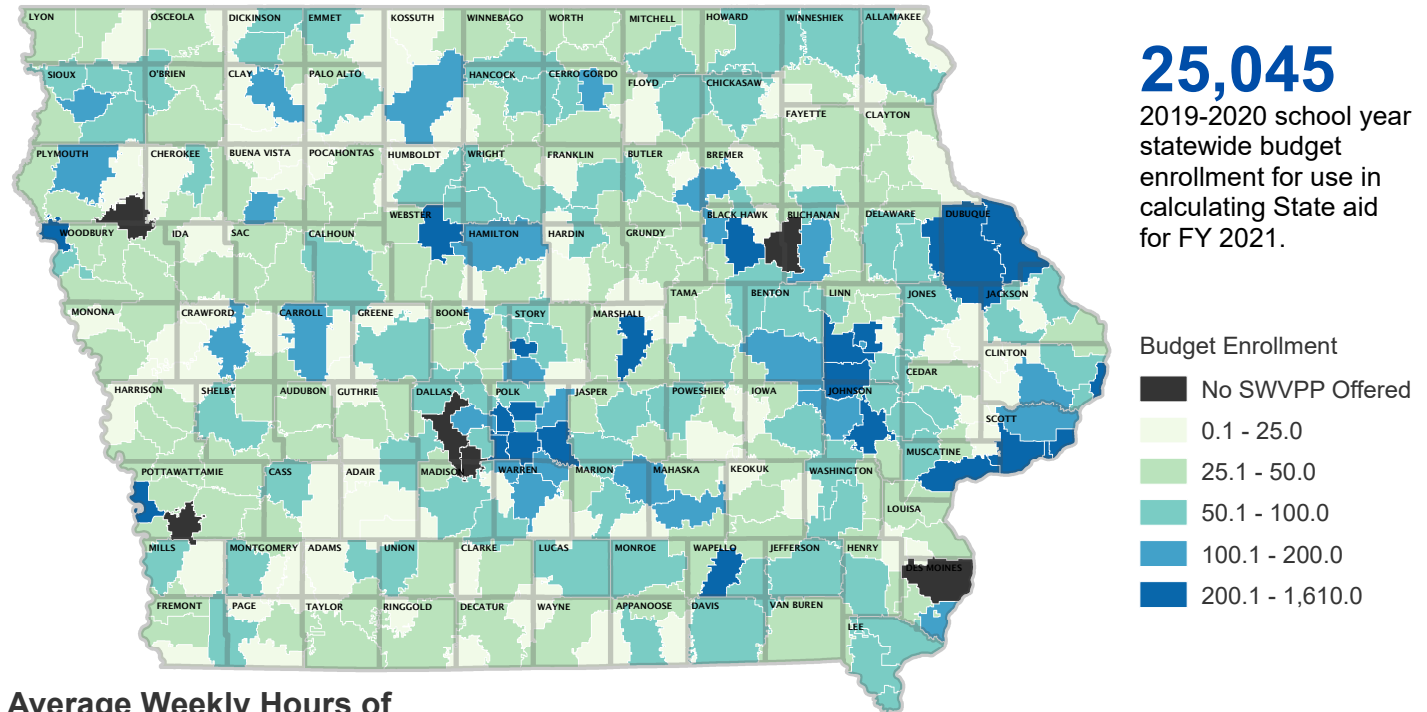 LYON
OSCEOLA
DICKINSON
EMMET
KOSSUTH
WINNEBAGO
WORTH
MITCHELL
HOWARD
WINNESHIEK
ALLAMAKEE
SIOUX
O'BRIEN
CLAY
PALO ALTO
HANCOCK
CERRO GORDO
FLOYD
CHICKASAW
FAYETTE
CLAYTON
PLYMOUTH
CHEROKEE
BUENA VISTA
POCAHONTAS
HUMBOLDT
WRIGHT
FRANKLIN
BUTLER
BREMER
WOODBURY
IDA
SAC
CALHOUN
WEBSTER
HAMILTON
HARDIN
GRUNDY
BLACK HAWK
BUCHANAN
DELAWARE
DUBUQUE
MONONA
CRAWFORD
CARROLL
GREENE
BOONE
STORY
MARSHALL
TAMA
BENTON
LINN
JONES
JACKSON
CLINTON
HARRISON
SHELBY
AUDUBON
GUTHRIE
DALLAS
POLK
JASPER
POWESHIEK
IOWA
JOHNSON
CEDAR
SCOTT
MUSCATINE
POTTAWATTAMIE
CASS
ADAIR
MADISON
WARREN
MARION
MAHASKA
KEOKUK
WASHINGTON
LOUISA
MILLS
MONTGOMERY
ADAMS
UNION
CLARKE
LUCAS
MONROE
WAPELLO
JEFFERSON
HENRY
DES MOINES
FREMONT
PAGE
TAYLOR
RINGGOLD
DECATUR
WAYNE
APPANOOSE
DAVIS
VAN BUREN
LEE
25,045
2019-2020 school year
statewide budget
enrollment for use in
calculating State aid
for FY 2021.
Budget Enrollment
No SWVPP Offered
0.1 - 25.0
25.1 - 50.0
50.1 - 100.0
100.1 - 200.0
200.1 - 1,610.0
Average Weekly Hours of